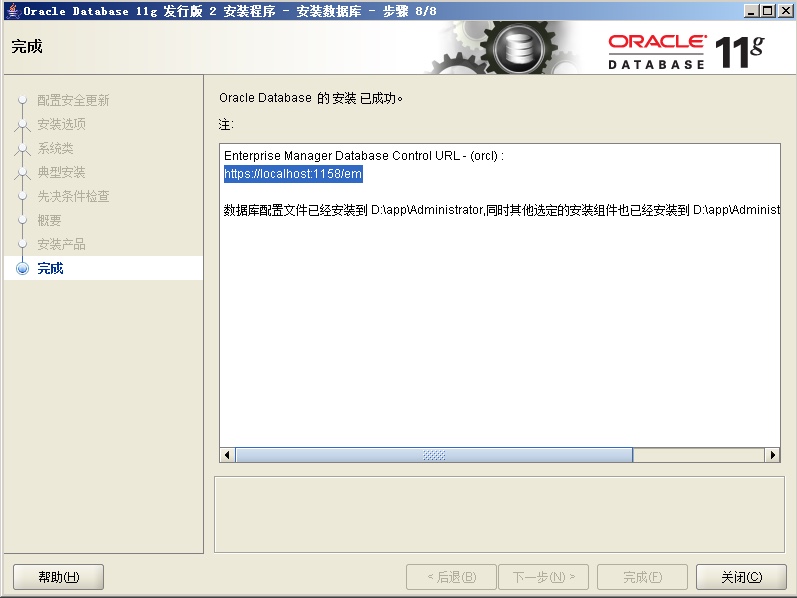 Oracle Database 11g 发行版 2 安装程序 - 安装数据库 - 步骤 8/8
完成
ORACLE
DATABASE
11g
配置安全更新
安装选项
系统类
典型安装
先决条件检查
概要
安装产品
完成
Oracle Database 的 安装 已成功。
注:
Enterprise Manager Database Control URL - (orcl) :
https://localhost:1158/em
数据库配置文件已经安装到 D:\app\Administrator,同时其他选定的安装组件也已经安装到 D:\app\Administ
帮助(H)
< 后退(B)
下一步(N) >
完成(F)
关闭(C)